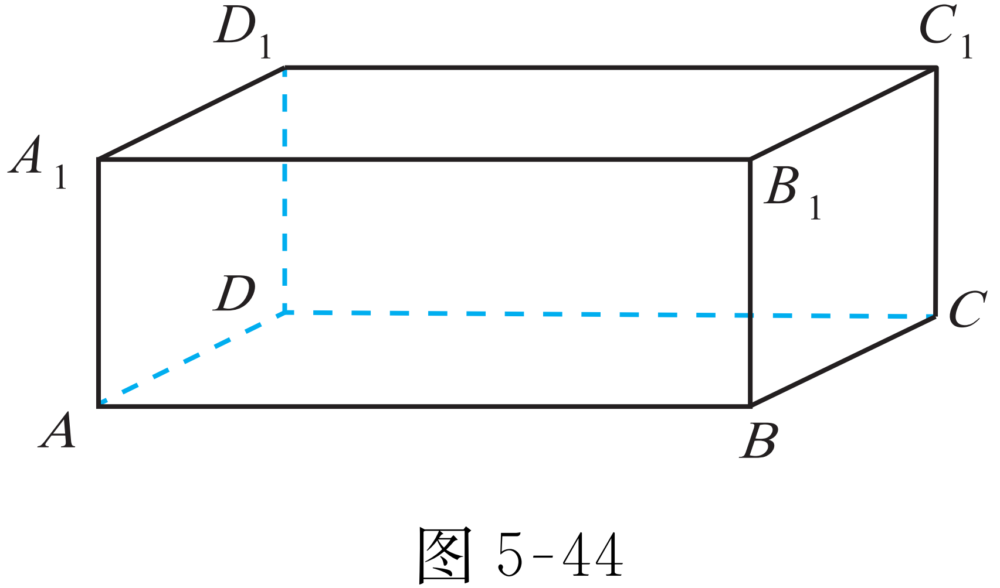 D₁ C₁
A₁ B₁
D C
A B
图 5-44